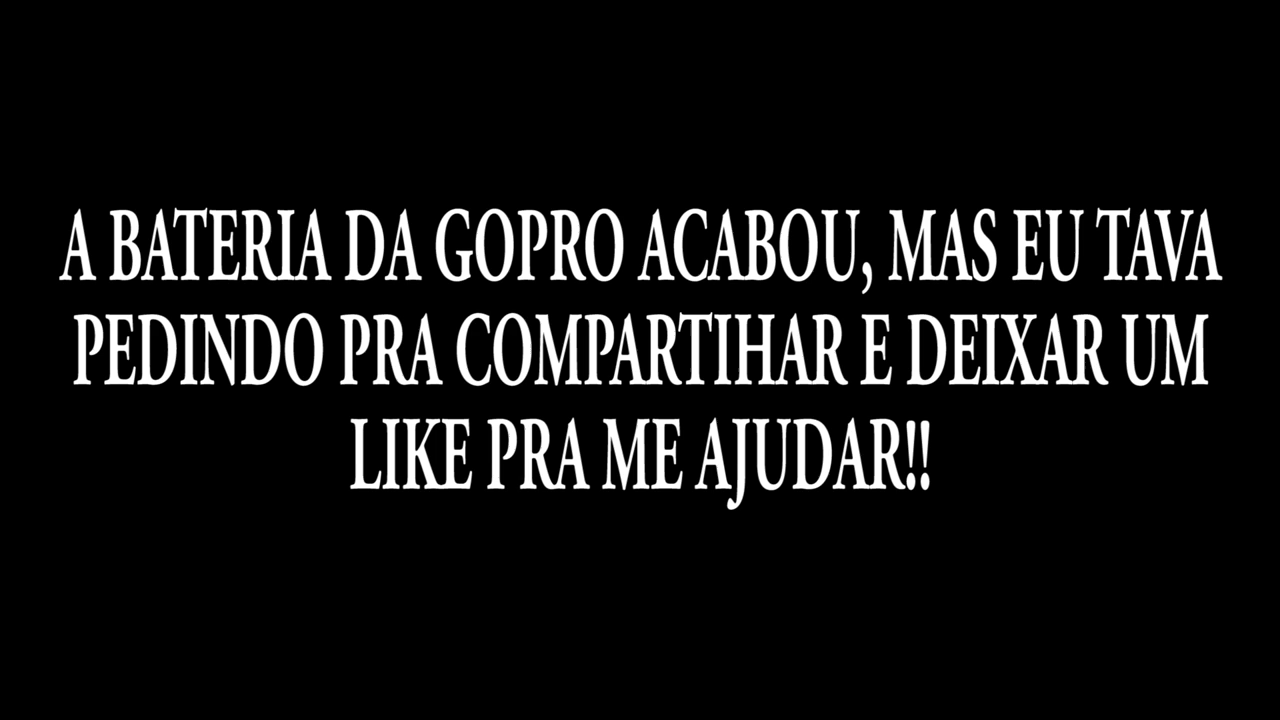 A BATERIA DA GOPRO ACABOU, MAS EU TAVA
PEDINDO PRA COMPARTIHAR E DEIXAR UM
LIKE PRA ME AJUDAR!!